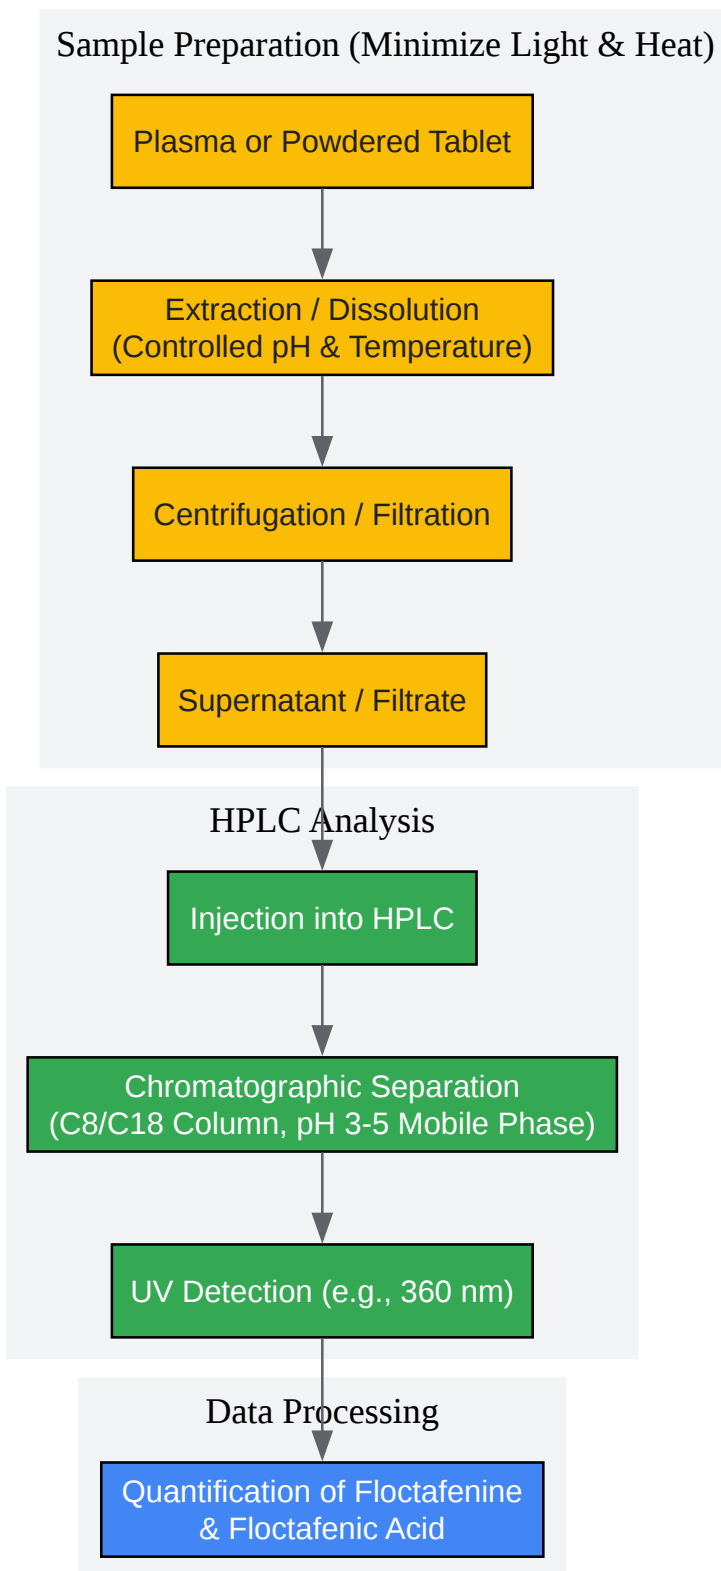 Sample Preparation (Minimize Light & Heat)
Plasma or Powdered Tablet
Extraction / Dissolution
(Controlled pH & Temperature)
Centrifugation / Filtration
Supernatant / Filtrate
HPLC Analysis
Injection into HPLC
Chromatographic Separation
(C8/C18 Column, pH 3-5 Mobile Phase)
UV Detection (e.g., 360 nm)
Data Processing
Quantification of Floctafenine
& Floctafenic Acid